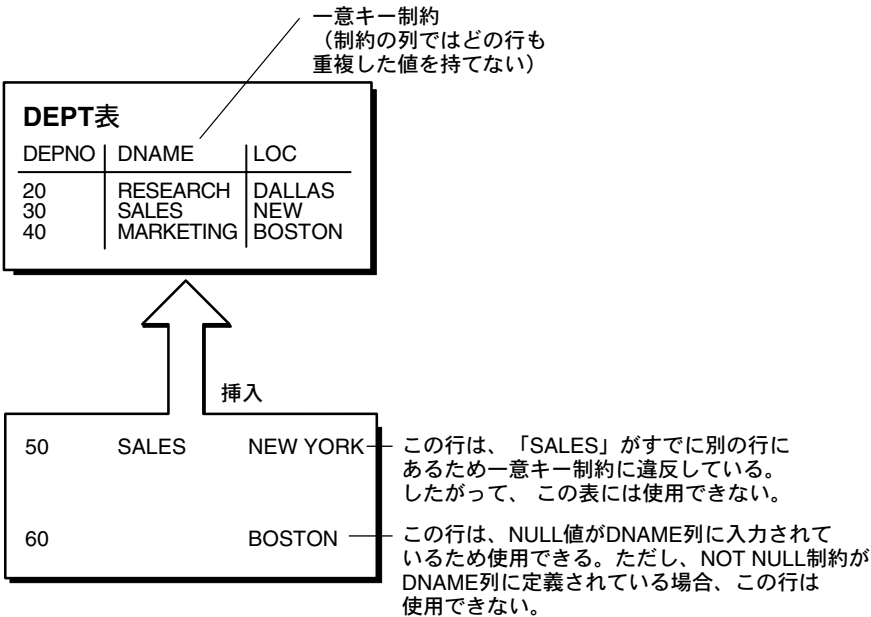 一意キー制約
（制約の列ではどの行も
重複した値を持てない）
DEPT表
DEPNO DNAME LOC
20 RESEARCH DALLAS
30 SALES NEW
40 MARKETING BOSTON
挿入
50 SALES NEW YORK
この行は、「SALES」がすでに別の行に
あるため一意キー制約に違反している。
したがって、 この表には使用できない。
60 BOSTON
この行は、NULL値がDNAME列に入力されて
いるため使用できる。ただし、NOT NULL制約が
DNAME列に定義されている場合、この行は
使用できない。